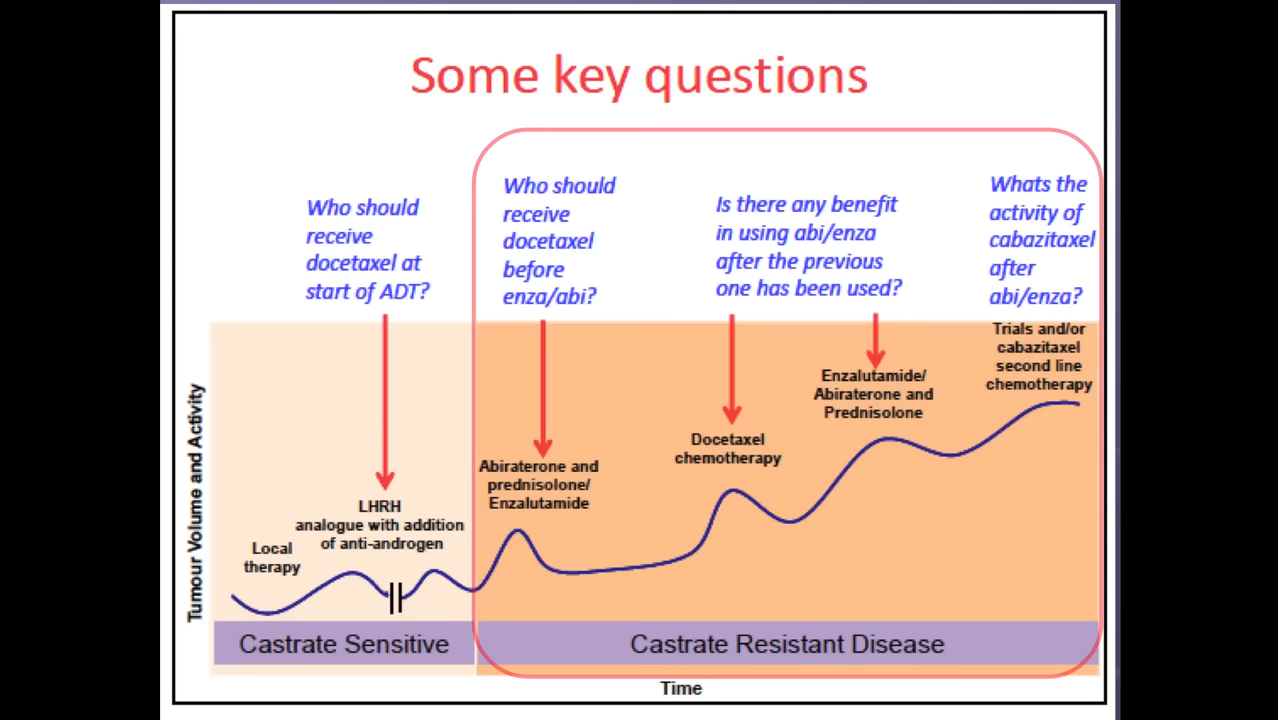 Some key questions
Who should
receive
docetaxel at
start of ADT?
Who should
receive
docetaxel
before
enza/abi?
Is there any benefit
in using abi/enza
after the previous
one has been used?
Whats the
activity of
cabazitaxel
after
abi/enza?
Tumour Volume and Activity
Local
therapy
LHRH
analogue with addition
of anti-androgen
Abiraterone and
prednisolone/
Enzalutamide
Docetaxel
chemotherapy
Enzalutamide/
Abiraterone and
Prednisolone
Trials and/or
cabazitaxel
second line
chemotherapy
Castrate Sensitive
Castrate Resistant Disease
Time